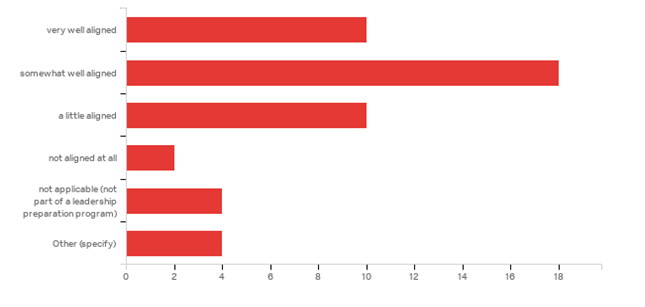 very well aligned
somewhat well aligned
a little aligned
not aligned at all
not applicable (not
part of a leadership
preparation program)
Other (specify)
0 2 4 6 8 10 12 14 16 18